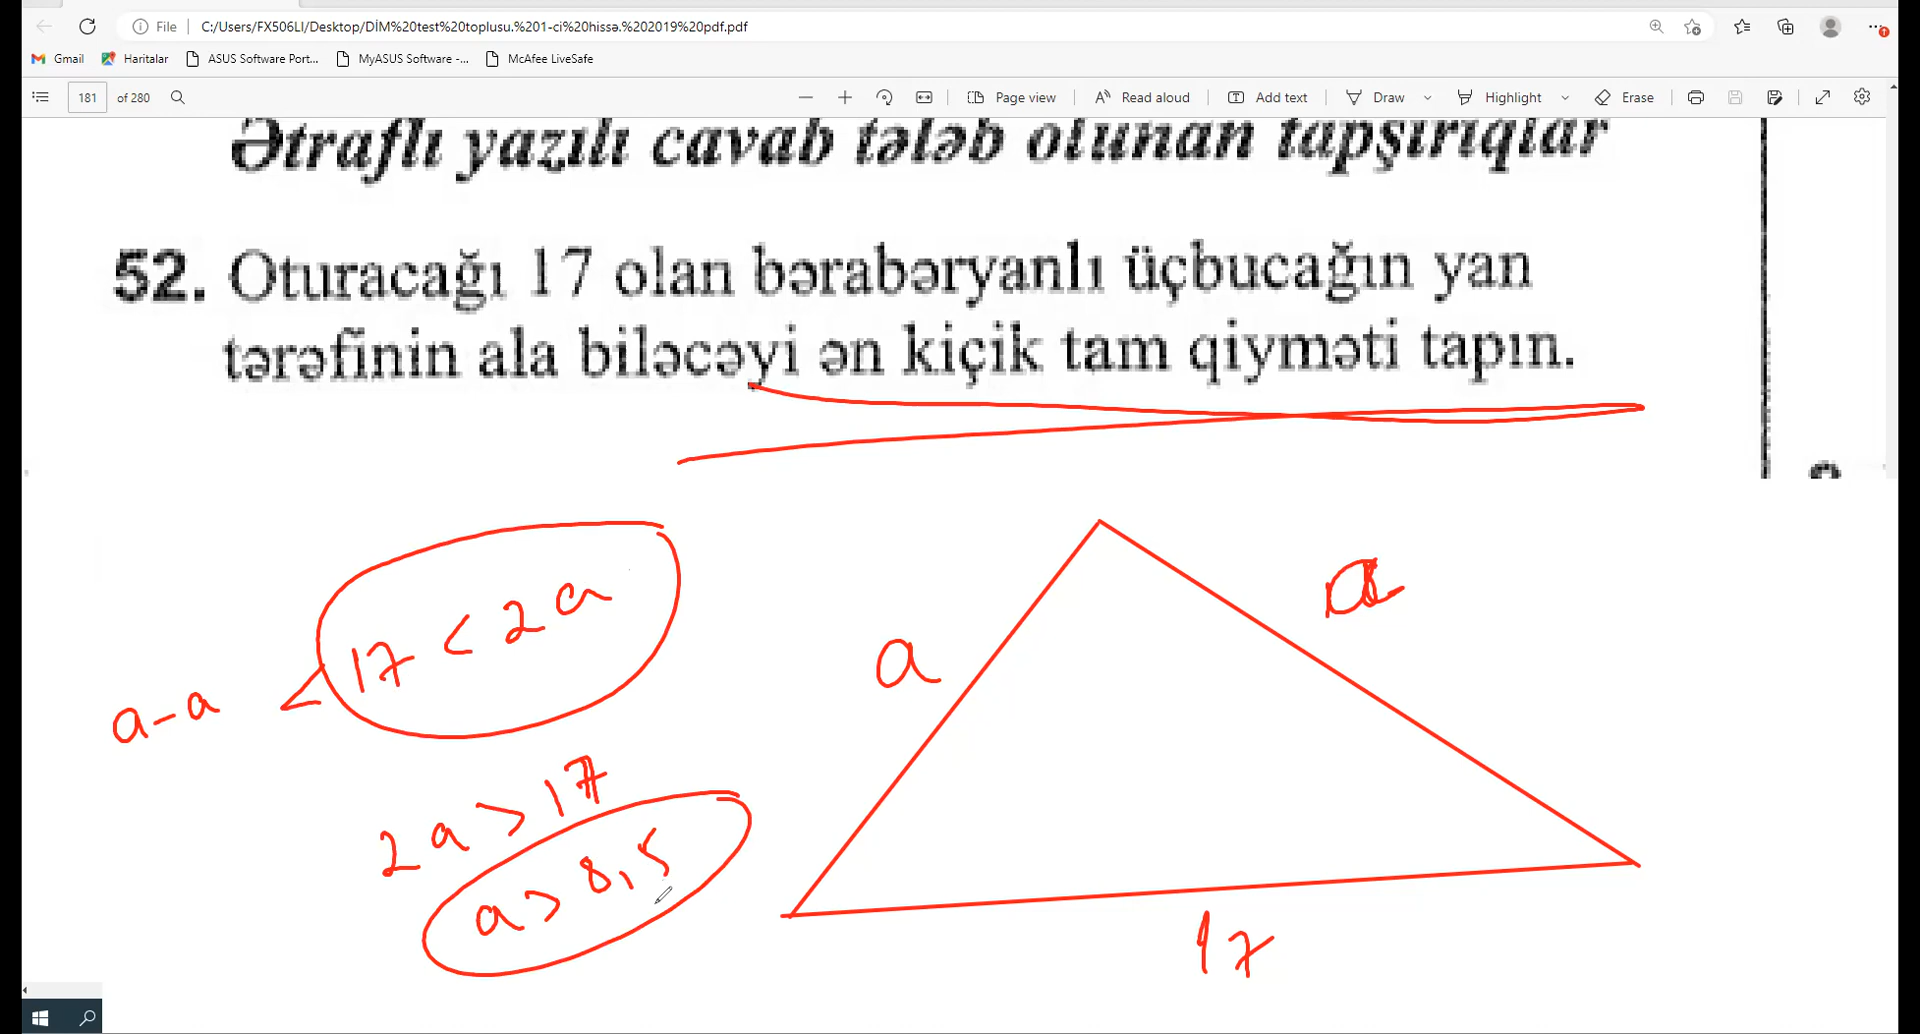 File C:/Users/FX506LI/Desktop/DİM%20test%20toplusu.%201-ci%20hissə.%202019%20pdf.pdf
Gmail Haritalar ASUS Software Port... MyASUS Software -... McAfee LiveSafe
181 of 280 Page view Read aloud Add text Draw Highlight Erase
Ətraflı yazılı cavab tələb olunan tapşırıqlar
52. Oturacağı 17 olan bərabəryanlı üçbucağın yan
tərəfinin ala biləcəyi ən kiçik tam qiyməti tapın.
a-a < 17 < 2a
2a > 17
a > 8,5
a
a
17